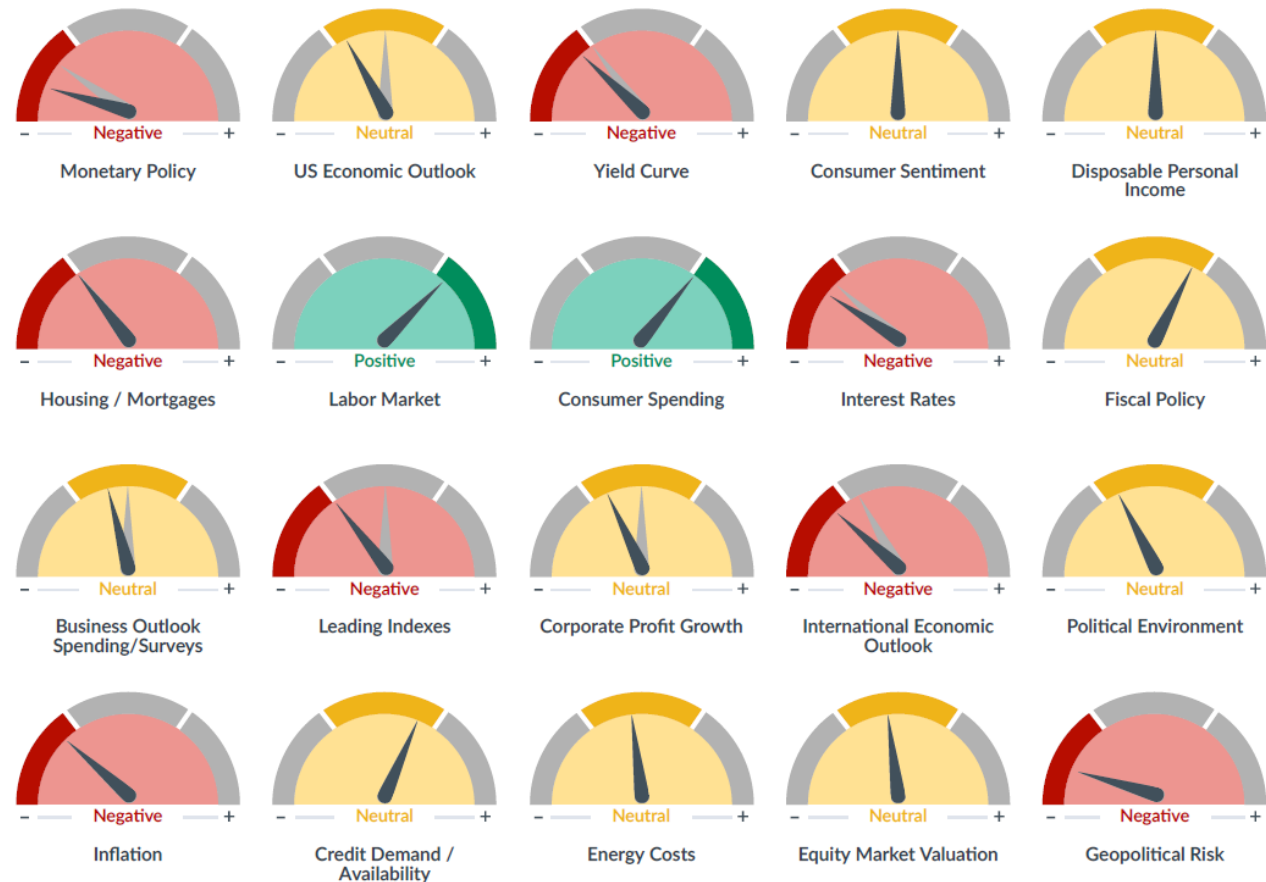 - Negative +
Monetary Policy
- Neutral +
US Economic Outlook
- Negative +
Yield Curve
- Neutral +
Consumer Sentiment
- Neutral +
Disposable Personal
Income
- Negative +
Housing / Mortgages
- Positive +
Labor Market
- Positive +
Consumer Spending
- Negative +
Interest Rates
- Neutral +
Fiscal Policy
- Neutral +
Business Outlook
Spending/Surveys
- Negative +
Leading Indexes
- Neutral +
Corporate Profit Growth
- Negative +
International Economic
Outlook
- Neutral +
Political Environment
- Negative +
Inflation
- Neutral +
Credit Demand /
Availability
- Neutral +
Energy Costs
- Neutral +
Equity Market Valuation
- Negative +
Geopolitical Risk